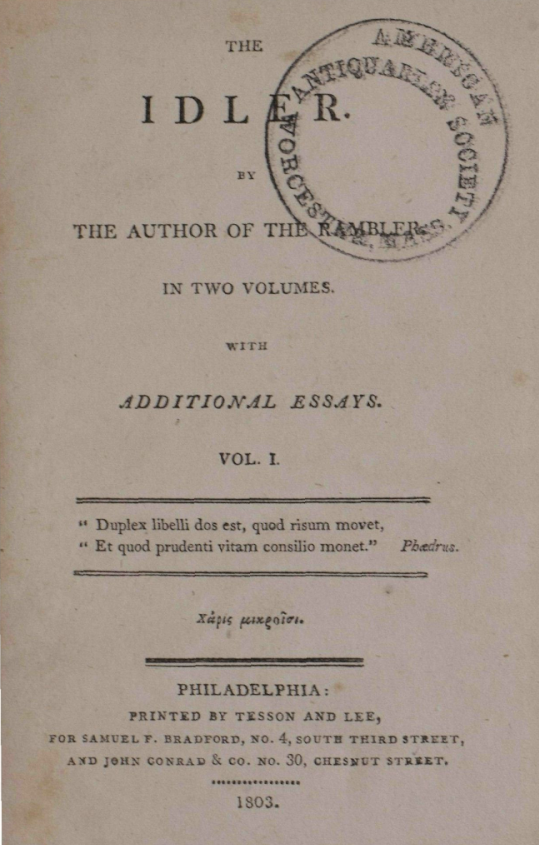 THE
IDLER.
BY
THE AUTHOR OF THE RAMBLER.
IN TWO VOLUMES.
WITH
ADDITIONAL ESSAYS.
VOL. I.
“ Duplex libelli dos est, quod risum movet,
“ Et quod prudenti vitam consilio monet.” Phædrus.
Χάρις μικροῖσι.
PHILADELPHIA:
PRINTED BY TESSON AND LEE,
FOR SAMUEL F. BRADFORD, NO. 4, SOUTH THIRD STREET,
AND JOHN CONRAD & CO. NO. 30, CHESNUT STREET.
1803.
AMERICAN
ANTIQUARIAN SOCIETY
WORCESTER, MASS.